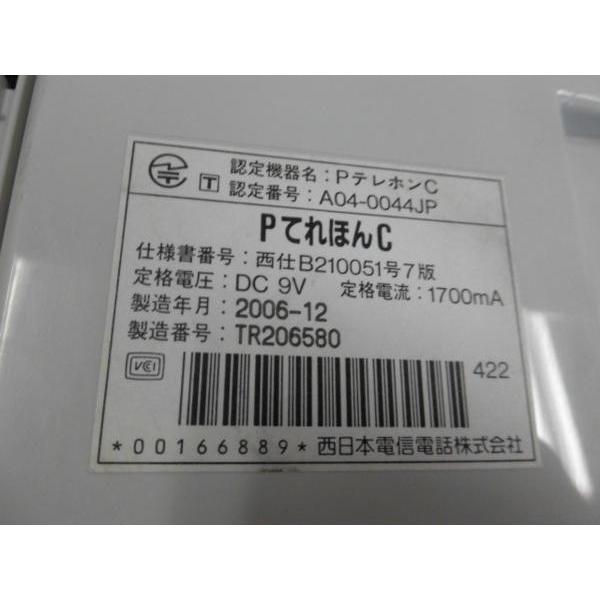 認定機器名：PテレホンC
T 認定番号：A04-0044JP
PてれほんC
仕様書番号：西仕B210051号7版
定格電圧：DC 9V 定格電流：1700mA
製造年月：2006-12
製造番号：TR206580
VCI
422
*00166889* 西日本電信電話株式会社